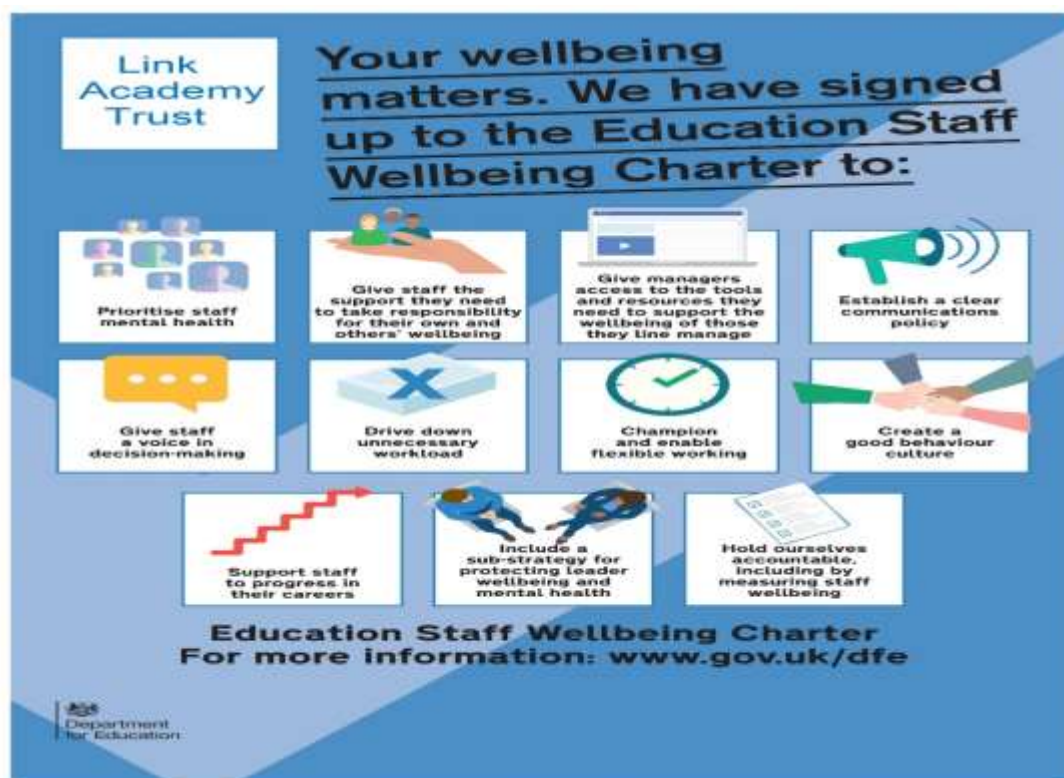 Link
Academy
Trust
Your wellbeing
matters. We have signed
up to the Education Staff
Wellbeing Charter to:
Prioritise staff
mental health
Give staff the
support they need
to take responsibility
for their own and
others' wellbeing
Give managers
access to the tools
and resources they
need to support the
wellbeing of those
they line manage
Establish a clear
communications
policy
Give staff
a voice in
decision-making
Drive down
unnecessary
workload
Champion
and enable
flexible working
Create a
good behaviour
culture
Support staff
to progress in
their careers
Include a
sub-strategy for
protecting leader
wellbeing and
mental health
Hold ourselves
accountable,
including by
measuring staff
wellbeing
Education Staff Wellbeing Charter
For more information: www.gov.uk/dfe
Department
for Education